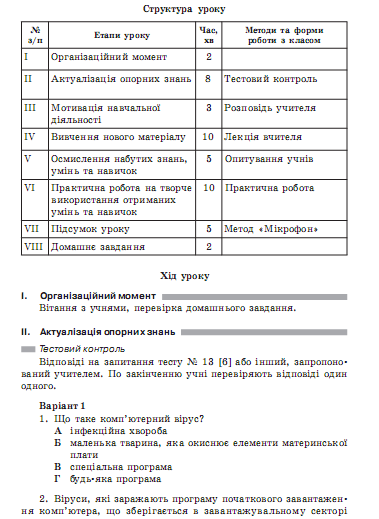 Структура уроку
№ з/п Етапи уроку Час, хв Методи та форми роботи з класом
I Організаційний момент 2
II Актуалізація опорних знань 8 Тестовий контроль
III Мотивація навчальної 3 Розповідь учителя
діяльності
IV Вивчення нового матеріалу 10 Лекція вчителя
V Осмислення набутих знань, 5 Опитування учнів
умінь та навичок
VI Практична робота на творче 10 Практична робота
використання отриманих
умінь та навичок
VII Підсумок уроку 5 Метод «Мікрофон»
VIII Домашнє завдання 2
Хід уроку
I. Організаційний момент
Вітання з учнями, перевірка домашнього завдання.
II. Актуалізація опорних знань
Тестовий контроль
Відповіді на запитання тесту № 13 [6] або інший, запропоно-
ваний учителем. По закінченню учні перевіряють відповіді один
одного.
Варіант 1
1. Що таке комп’ютерний вірус?
А інфекційна хвороба
Б маленька тварина, яка окиснює елементи материнської
плати
В спеціальна програма
Г будь-яка програма
2. Віруси, які заражають програму початкового завантажен-
ня комп’ютера, що зберігається в завантажувальному секторі